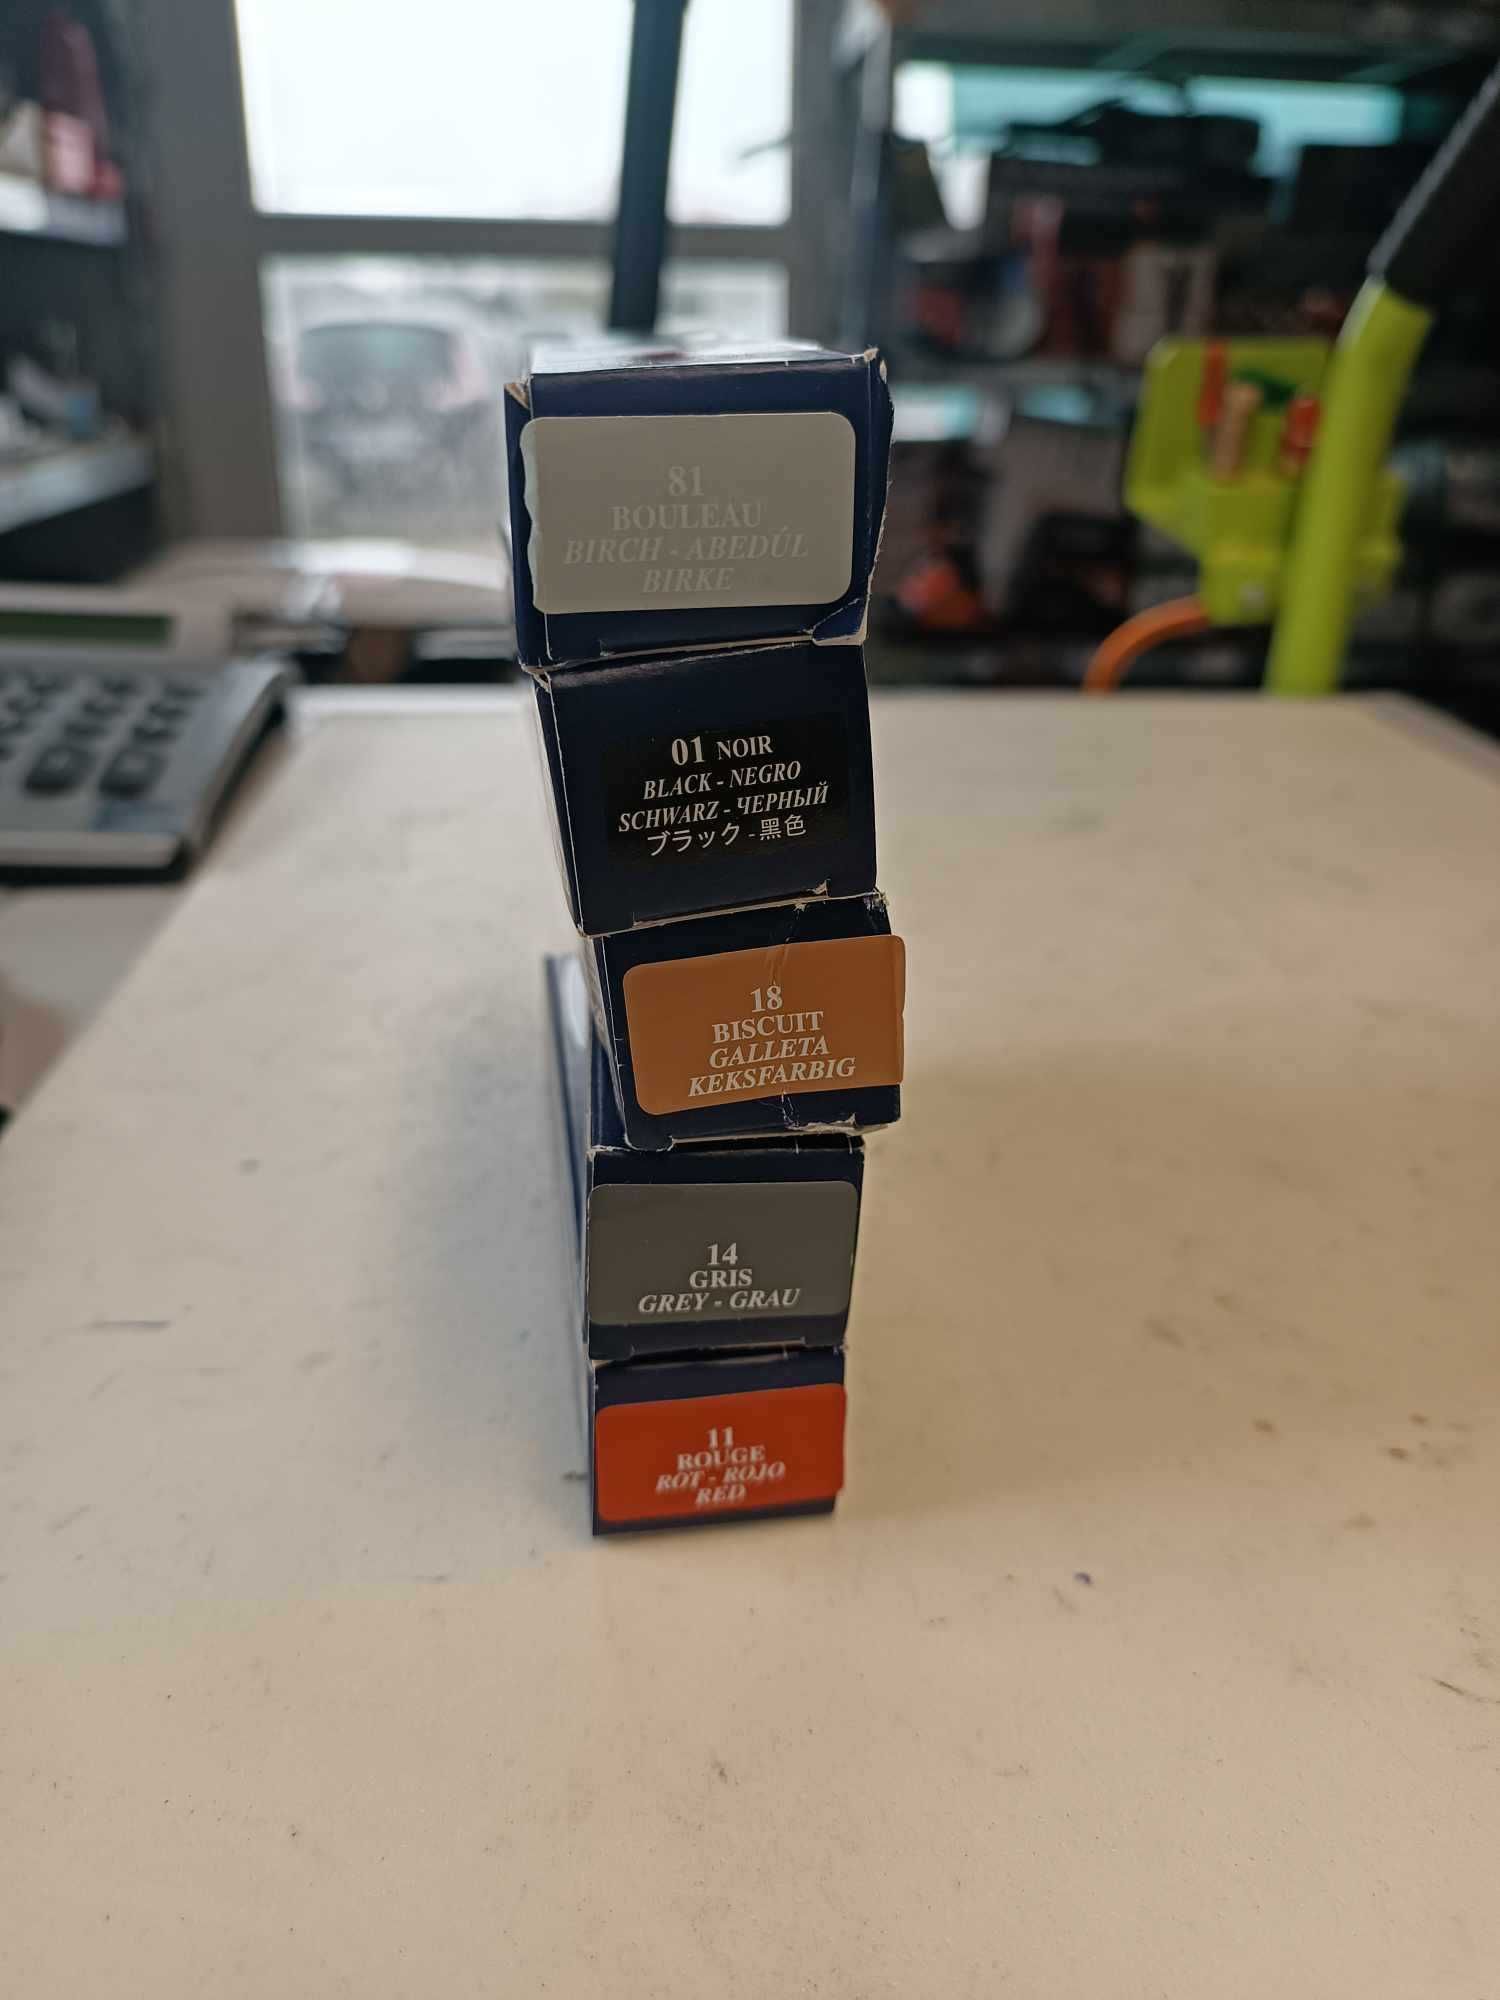 81
BOULEAU
BIRCH - ABEDÚL
BIRKE
01 NOIR
BLACK - NEGRO
SCHWARZ - ЧЕРНЫЙ
ブラック - 黑色
18
BISCUIT
GALLETA
KEKSFARBIG
14
GRIS
GREY - GRAU
11
ROUGE
ROT - ROJO
RED